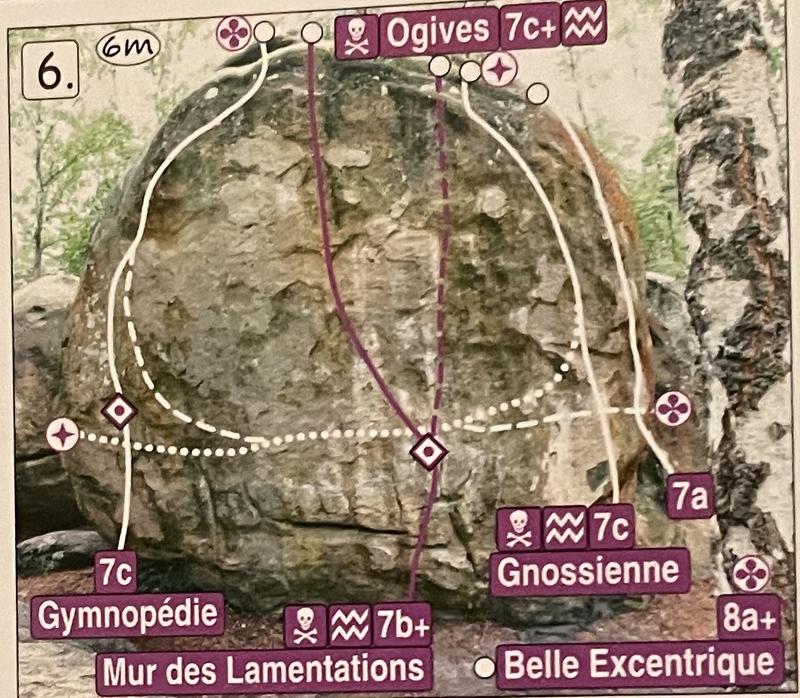 6.
6m
Ogives 7c+
7a
7c
Gnossienne
7c
Gymnopédie
7b+
Mur des Lamentations
8a+
Belle Excentrique